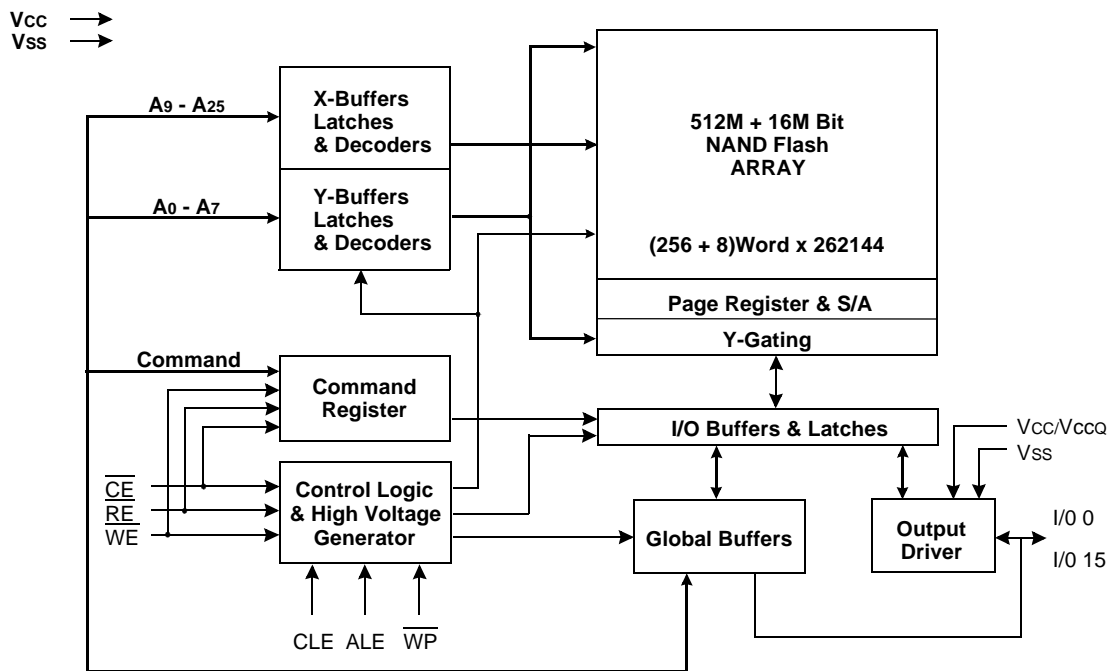 VCC
VSS
A9 - A25
X-Buffers
Latches
& Decoders
512M + 16M Bit
NAND Flash
ARRAY
A0 - A7
Y-Buffers
Latches
& Decoders
(256 + 8)Word x 262144
Page Register & S/A
Y-Gating
Command
Command
Register
I/O Buffers & Latches
VCC/VCCQ
VSS
CE
RE
WE
Control Logic
& High Voltage
Generator
Global Buffers
Output
Driver
I/0 0
I/0 15
CLE
ALE
WP